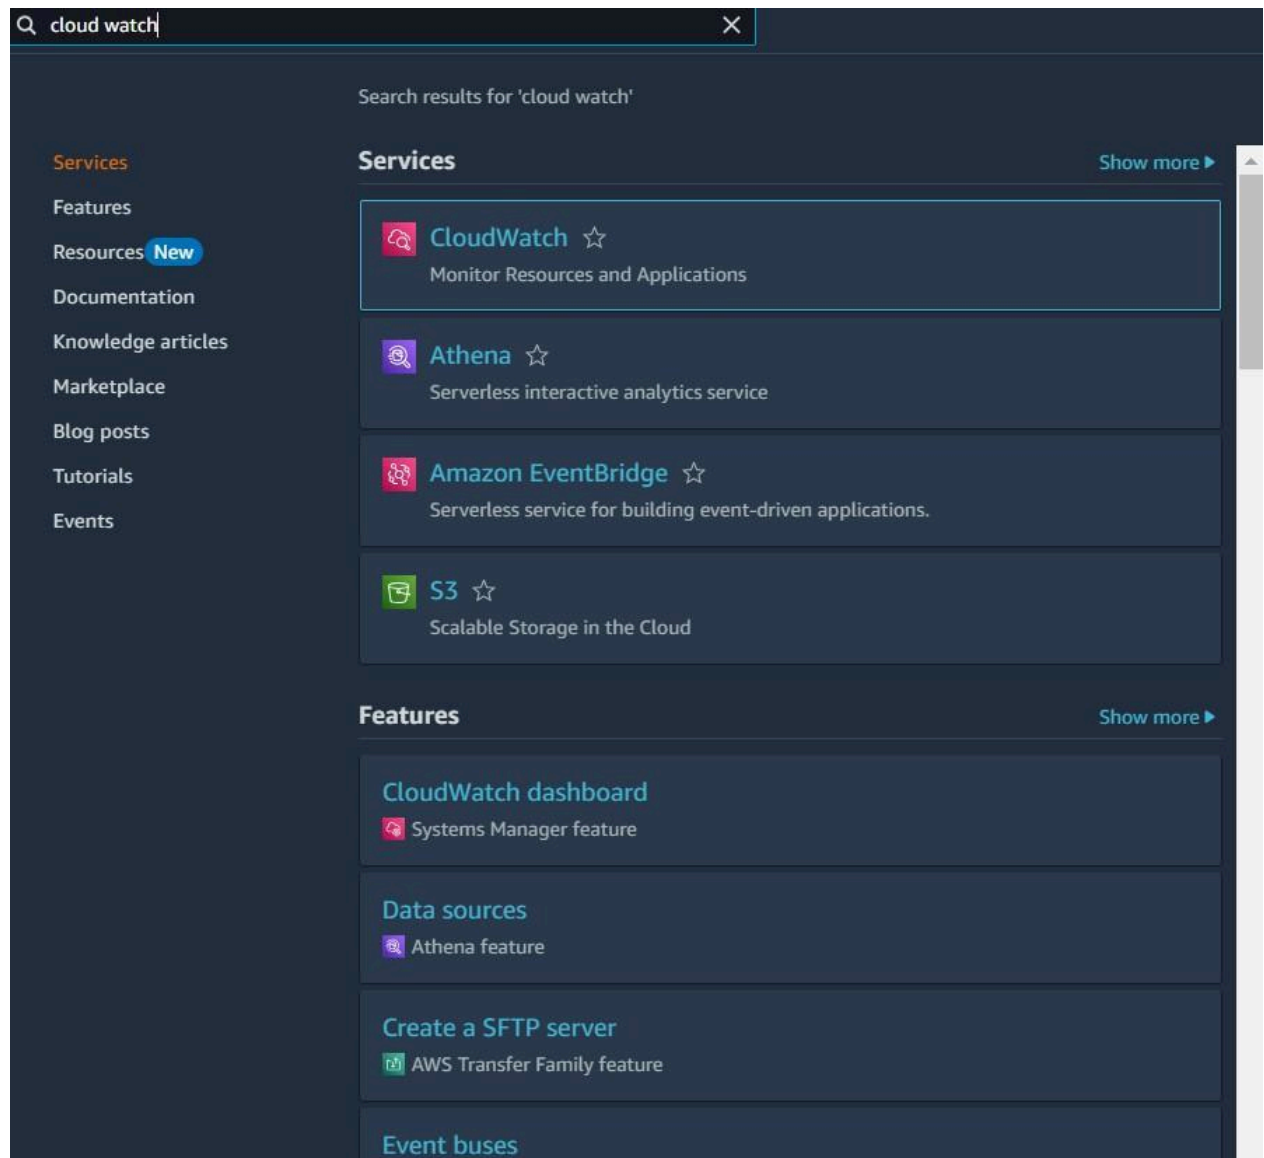 cloud watch
Search results for 'cloud watch'
Services
Features
Resources New
Documentation
Knowledge articles
Marketplace
Blog posts
Tutorials
Events
Services
Show more
CloudWatch
Monitor Resources and Applications
Athena
Serverless interactive analytics service
Amazon EventBridge
Serverless service for building event-driven applications.
S3
Scalable Storage in the Cloud
Features
Show more
CloudWatch dashboard
Systems Manager feature
Data sources
Athena feature
Create a SFTP server
AWS Transfer Family feature
Event buses